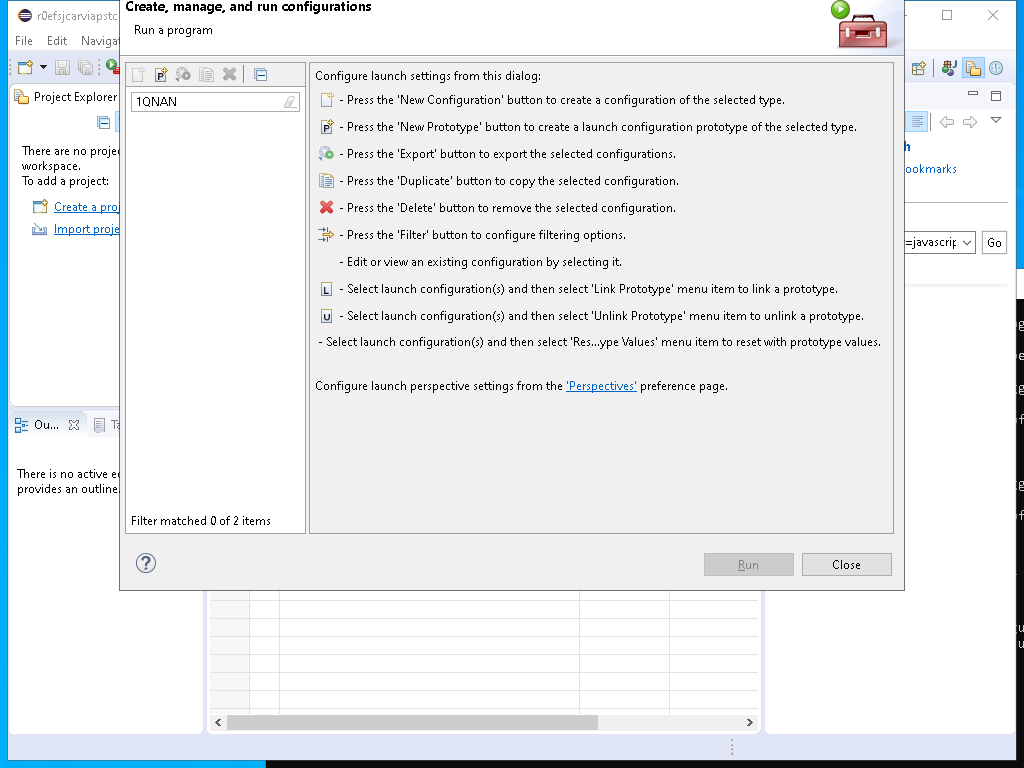 r0efsjcarviapstc
Create, manage, and run configurations
Run a program
File Edit
Project Explorer
1QNAN
There are no
workspace.
To add a project:
Create a
Import
Configure launch settings from this dialog:
- Press the 'New Configuration' button to create a configuration of the selected type.
P - Press the 'New Prototype' button to create a launch configuration prototype of the selected type.
- Press the 'Export' button to export the selected configurations.
- Press the 'Duplicate' button to copy the selected configuration.
- Press the 'Delete' button to remove the selected configuration.
- Press the 'Filter' button to configure filtering options.
- Edit or view an existing configuration by selecting it.
L - Select launch configuration(s) and then select 'Link Prototype' menu item to link a prototype.
U - Select launch configuration(s) and then select 'Unlink Prototype' menu item to unlink a prototype.
- Select launch configuration(s) and then select 'Res...ype Values' menu item to reset with prototype values.
Configure launch perspective settings from the 'Perspectives' preference page.
ookmarks
=javascrip
Go
Ou...
There is no active
provides an outline.
Filter matched 0 of 2 items
?
Run
Close